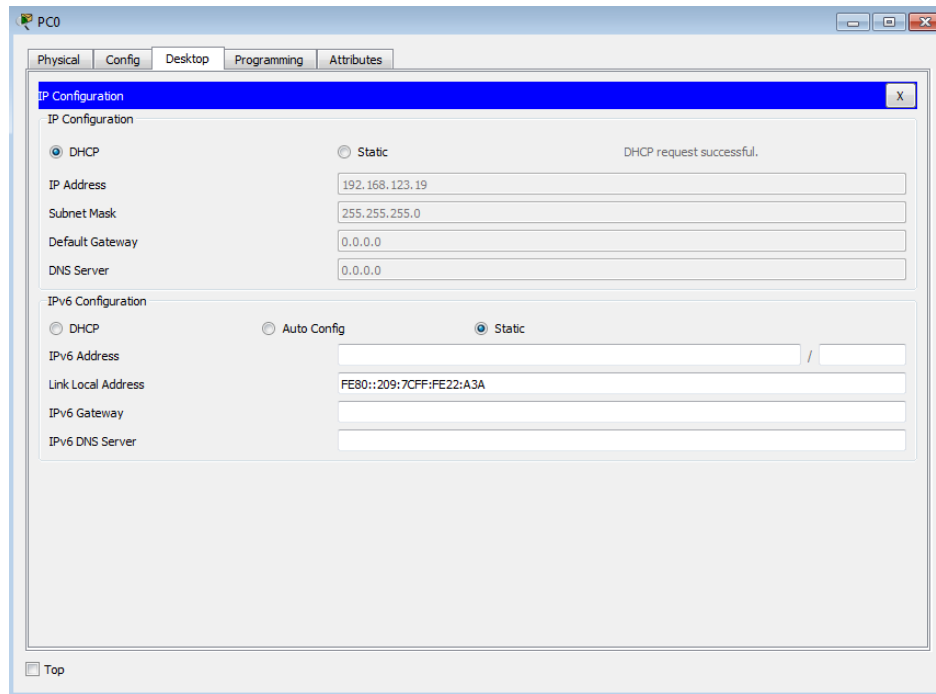 PC0
Physical Config Desktop Programming Attributes
IP Configuration X
IP Configuration
DHCP Static DHCP request successful.
IP Address 192.168.123.19
Subnet Mask 255.255.255.0
Default Gateway 0.0.0.0
DNS Server 0.0.0.0
IPv6 Configuration
DHCP Auto Config Static
IPv6 Address /
Link Local Address FE80::209:7CFF:FE22:A3A
IPv6 Gateway
IPv6 DNS Server
Top